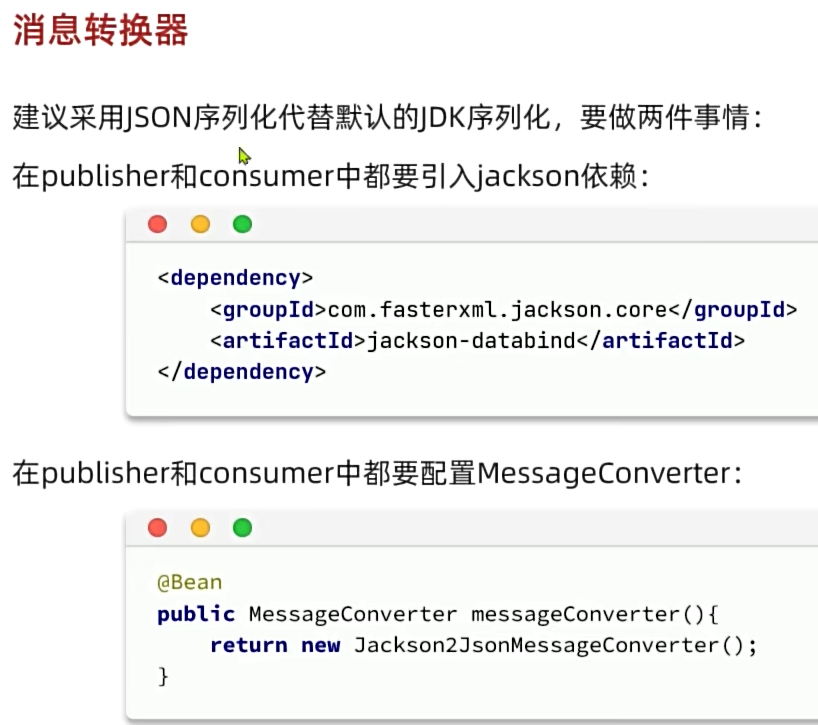 消息转换器
建议采用JSON序列化代替默认的JDK序列化，要做两件事情：
在publisher和consumer中都要引入jackson依赖：
<dependency>
    <groupId>com.fasterxml.jackson.core</groupId>
    <artifactId>jackson-databind</artifactId>
</dependency>
在publisher和consumer中都要配置MessageConverter：
@Bean
public MessageConverter messageConverter(){
    return new Jackson2JsonMessageConverter();
}